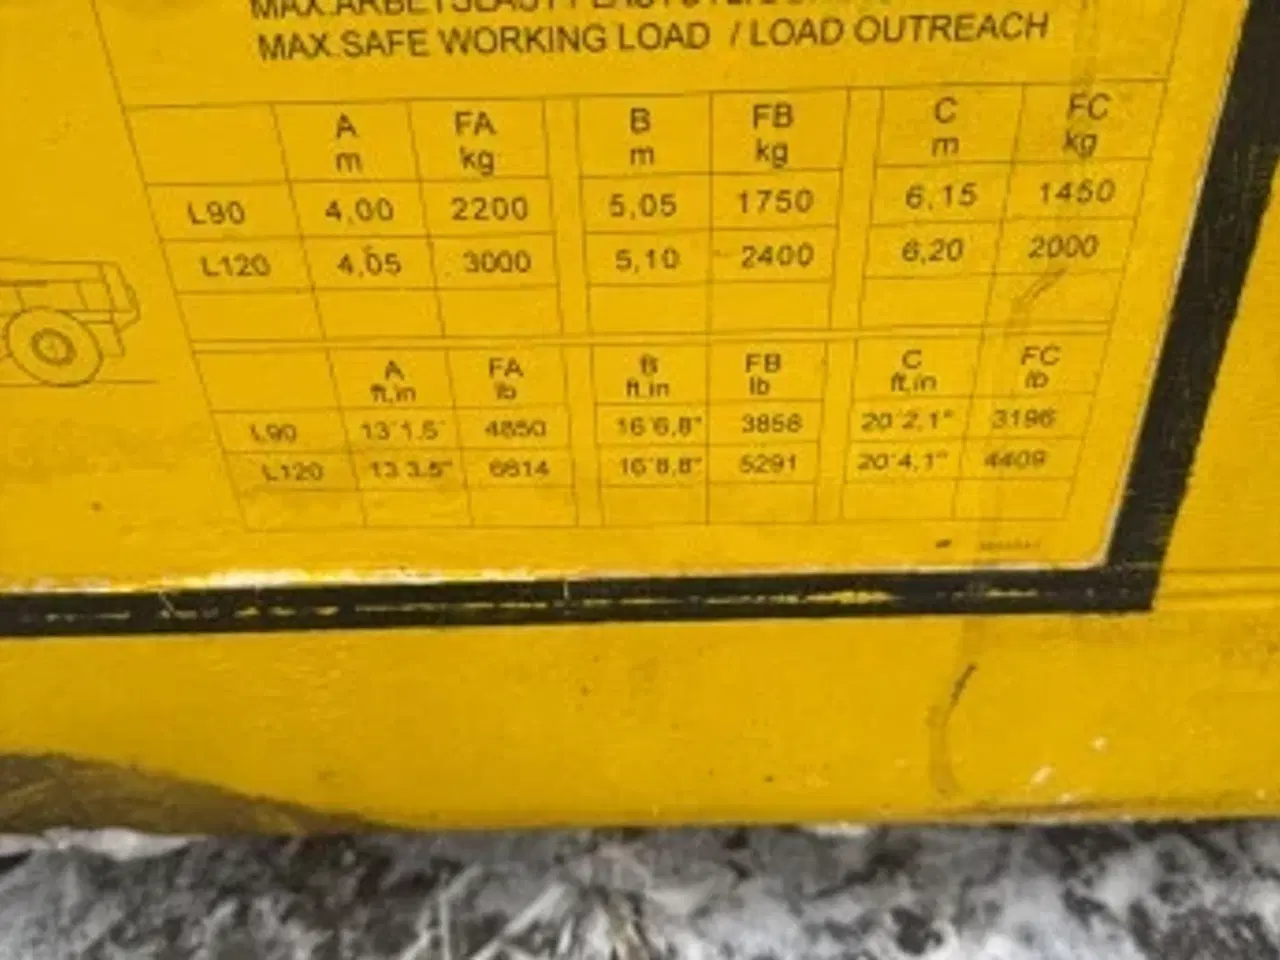 MAX.SAFE WORKING LOAD / LOAD OUTREACH
A FA B FB C FC
m kg m kg m kg
L90 4,00 2200 5,05 1750 6,15 1450
L120 4,05 3000 5,10 2400 6,20 2000
A FA B FB C FC
ft,in lb ft,in lb ft,in lb
L90 13'1,5" 4850 16'6,8" 3858 20'2,1" 3196
L120 13'3,5" 6614 16'8,8" 5291 20'4,1" 4409